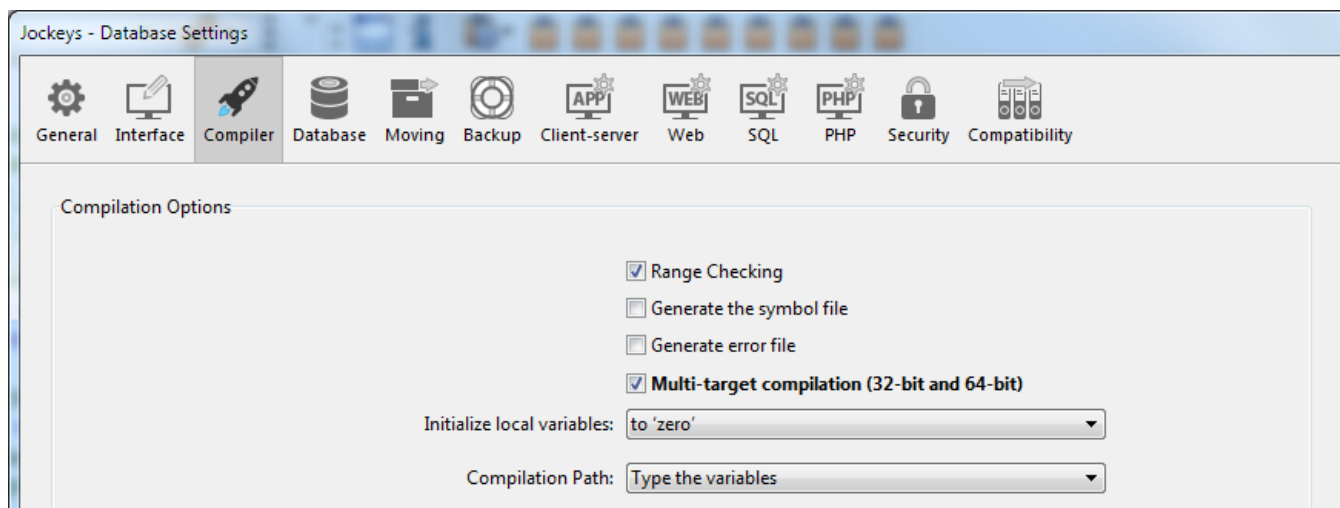 Jockeys - Database Settings
APP WEB SQL PHP
General Interface Compiler Database Moving Backup Client-server Web SQL PHP Security Compatibility
Compilation Options
Range Checking
Generate the symbol file
Generate error file
Multi-target compilation (32-bit and 64-bit)
Initialize local variables: to 'zero'
Compilation Path: Type the variables